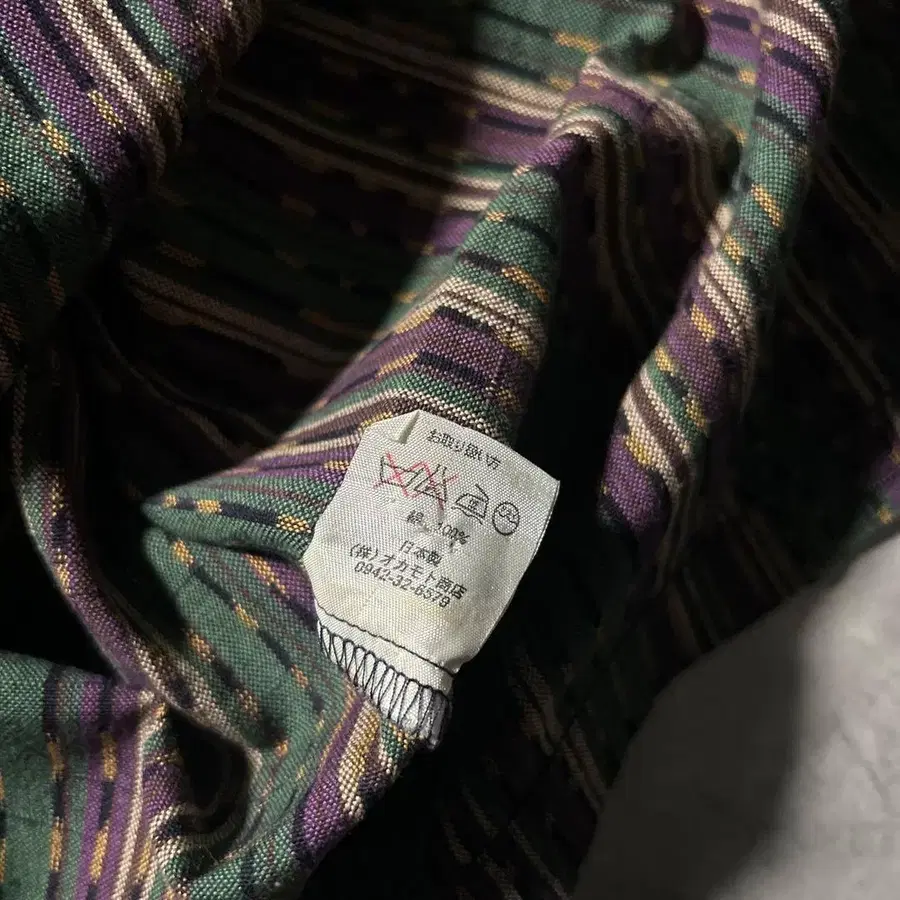 お取り扱い方
綿 100%
日本製
(株)オカモト商店
0942-32-6579